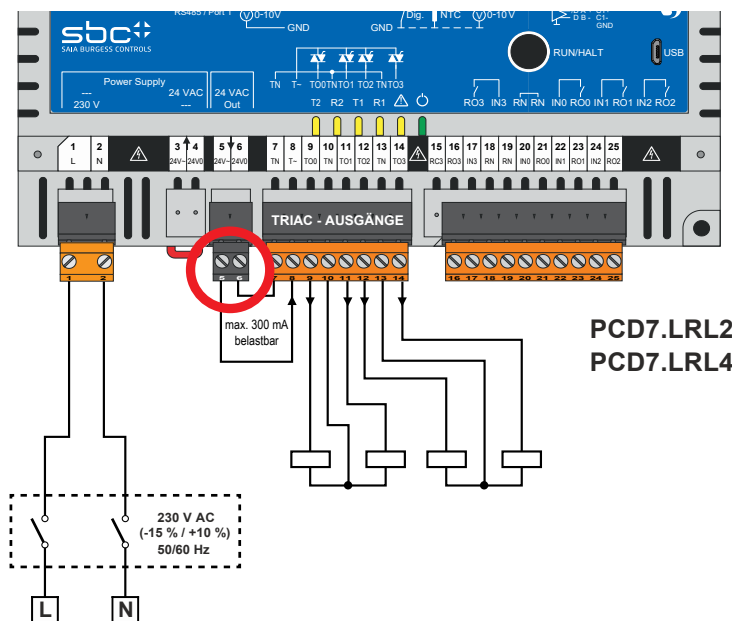 RS485 / Port 1
0-10V
GND
Dig.
NTC
0-10V
GND
C1-
GND
sbc
SAIA BURGESS CONTROLS
RUN/HALT
USB
Power Supply
--- 24 VAC
230 V ---
24 VAC
Out
TN T~ TO0 TN TO1 TO2 TN TO3
T2 R2 T1 R1
RO3 IN3 RN RN IN0 RO0 IN1 RO1 IN2 RO2
1 2 3 4 5 6 7 8 9 10 11 12 13 14 15 16 17 18 19 20 21 22 23 24 25
L N 24V~ 24V0 24V~ 24V0 TN T~ TO0 TN TO1 TO2 TN TO3 RC3 RO3 IN3 RN RN IN0 RO0 IN1 RO1 IN2 RO2
TRIAC - AUSGÄNGE
1 2 5 6 7 8 9 10 11 12 13 14 16 17 18 19 20 21 22 23 24 25
max. 300 mA
belastbar
PCD7.LRL2
PCD7.LRL4
230 V AC
(-15 % / +10 %)
50/60 Hz
L N